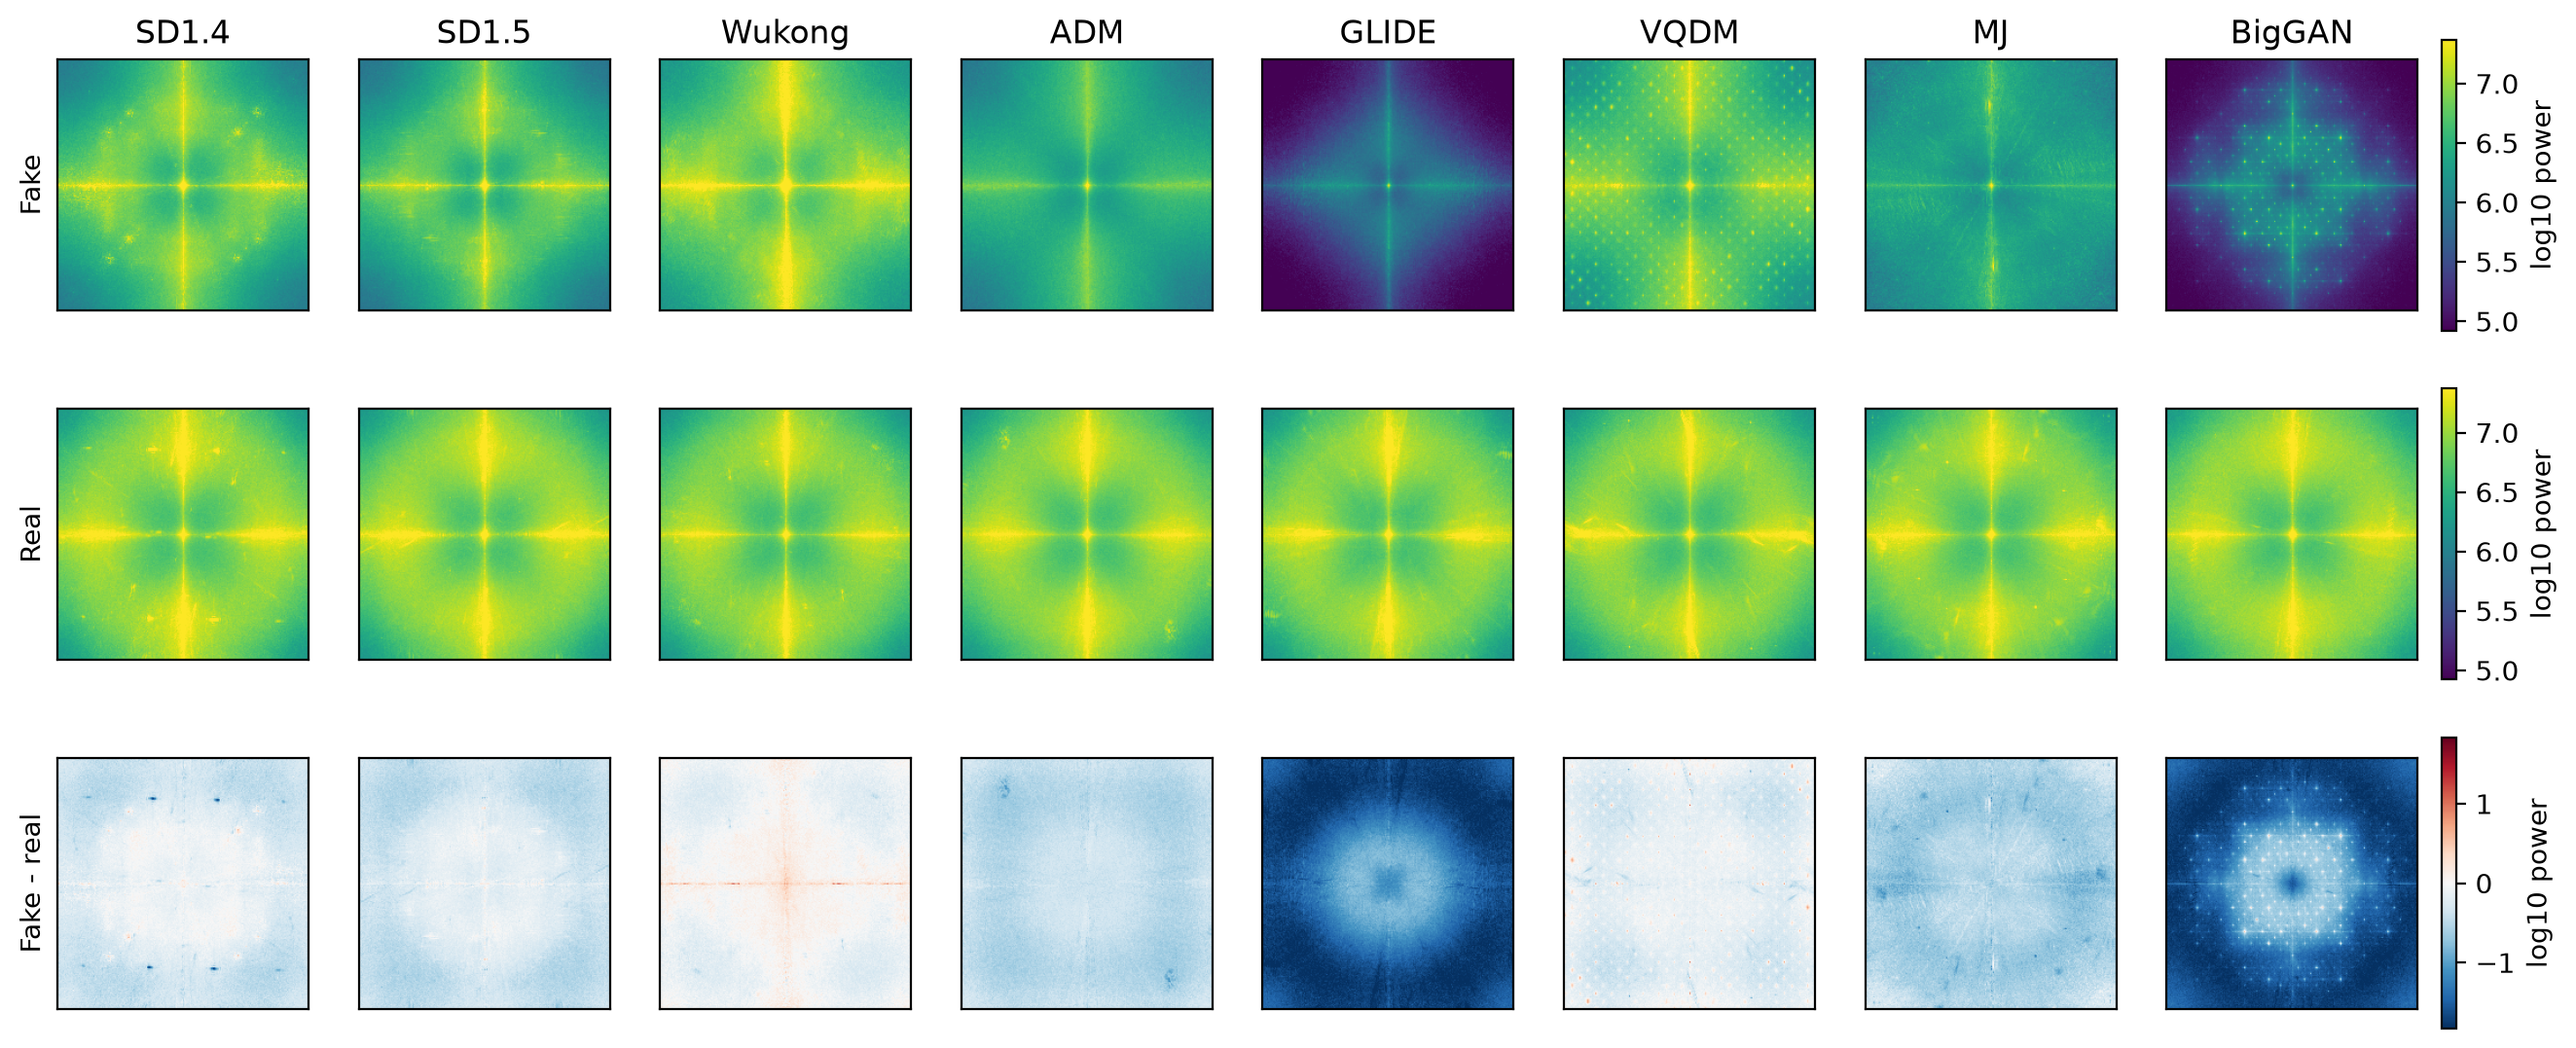 SD1.4 SD1.5 Wukong ADM GLIDE VQDM MJ BigGAN
Fake
7.0
6.5
6.0
5.5
5.0
log10 power
Real
7.0
6.5
6.0
5.5
5.0
log10 power
Fake - real
1
0
−1
log10 power